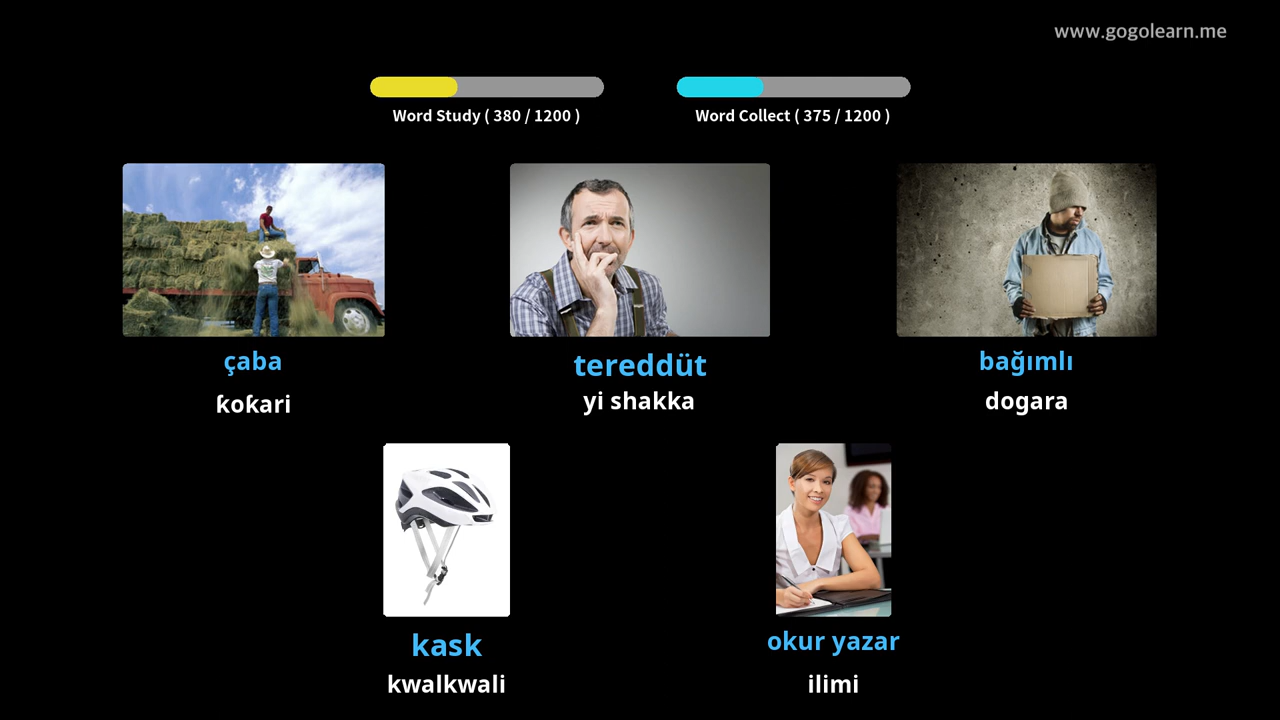 www.gogolearn.me
Word Study ( 380 / 1200 )
Word Collect ( 375 / 1200 )
çaba
ƙoƙari
tereddüt
yi shakka
bağımlı
dogara
kask
kwalkwali
okur yazar
ilimi